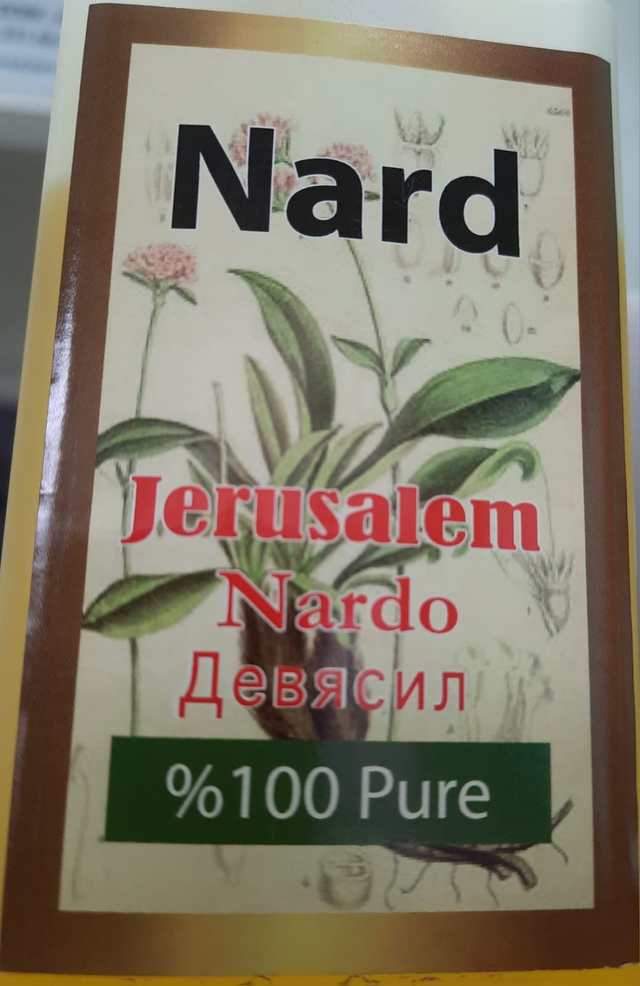 Nard
Jerusalem
Nardo
Девясил
%100 Pure